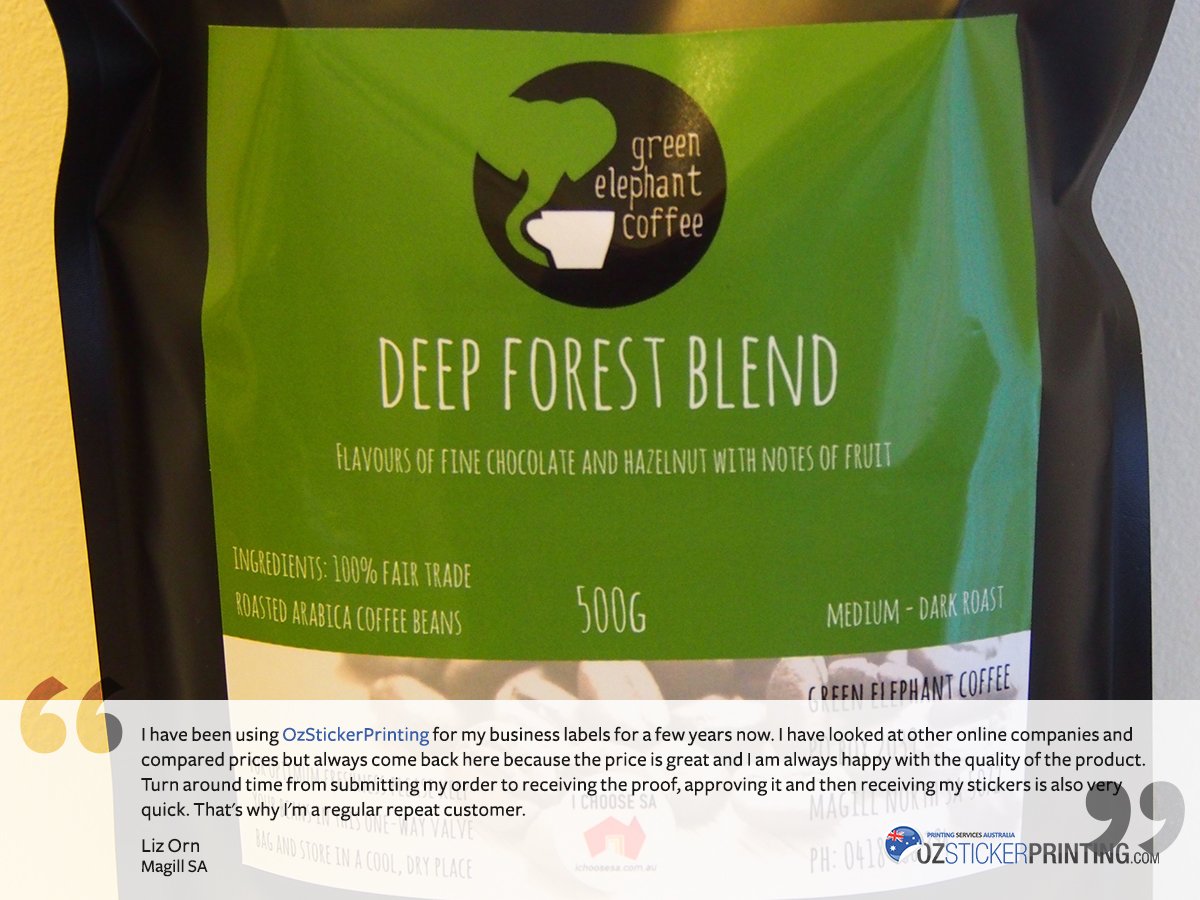 green
elephant
coffee
DEEP FOREST BLEND
FLAVOURS OF FINE CHOCOLATE AND HAZELNUT WITH NOTES OF FRUIT
INGREDIENTS: 100% FAIR TRADE
ROASTED ARABICA COFFEE BEANS
500G
MEDIUM - DARK ROAST
GREEN ELEPHANT COFFEE
I have been using OzStickerPrinting for my business labels for a few years now. I have looked at other online companies and
compared prices but always come back here because the price is great and I am always happy with the quality of the product.
Turn around time from submitting my order to receiving the proof, approving it and then receiving my stickers is also very
quick. That's why I'm a regular repeat customer.
Liz Orn
Magill SA
I CHOOSE SA
ichoosesa.com.au
ONE-WAY VALVE
BAG AND STORE IN A COOL, DRY PLACE
MAGILL NORTH SA
PH: 0418
PRINTING SERVICES AUSTRALIA
OZSTICKERPRINTING.COM